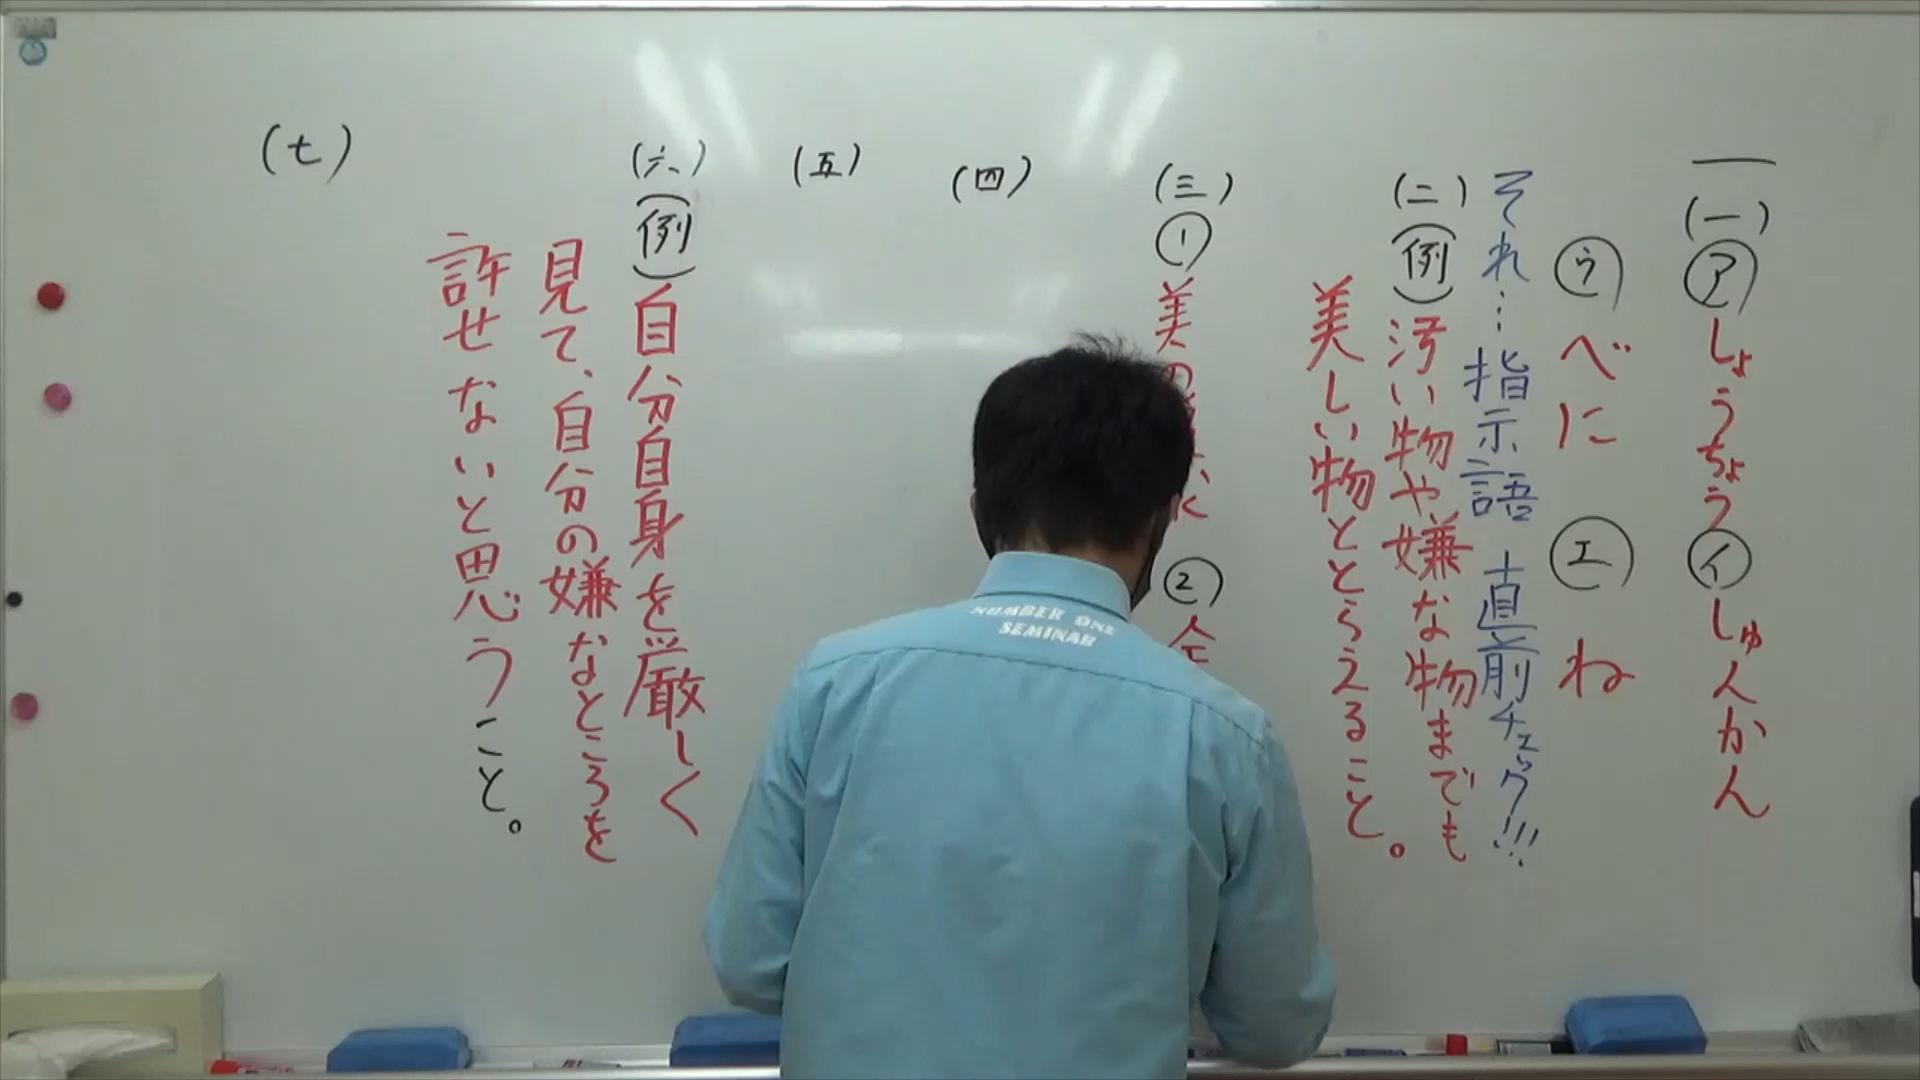 一
(一)㋐しょうちょう㋑しゅんかん
㋒べに㋓ね
それ…指示語 直前チェック!!!
(二)(例)汚い物や嫌な物までも
美しい物ととらえること。
(三)①美の
②全
(四)
(五)
(六)(例)自分自身を厳しく
見て、自分の嫌なところを
許せないと思うこと。
(七)
NUMBER ONE
SEMINAR